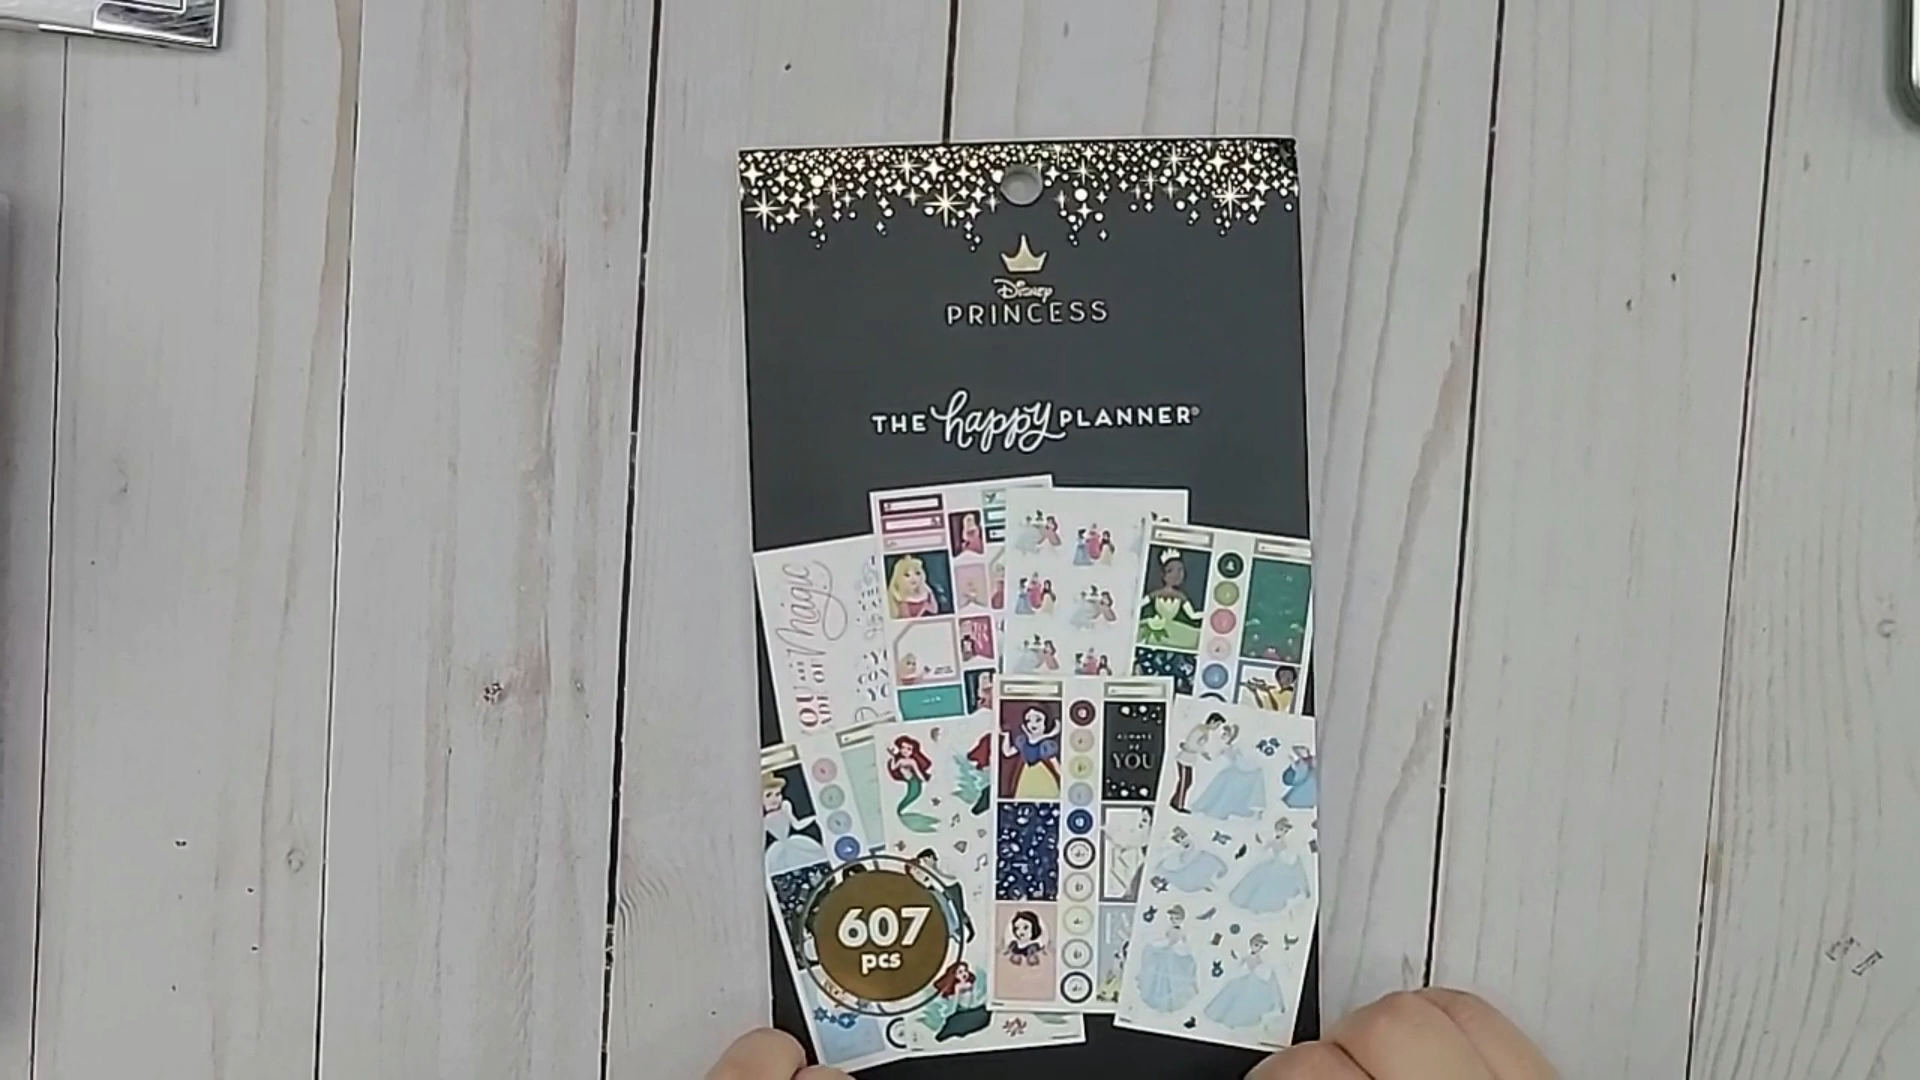 Disney
PRINCESS
THE happy PLANNER®
Magic
ALWAYS
BE
YOU
607
pcs